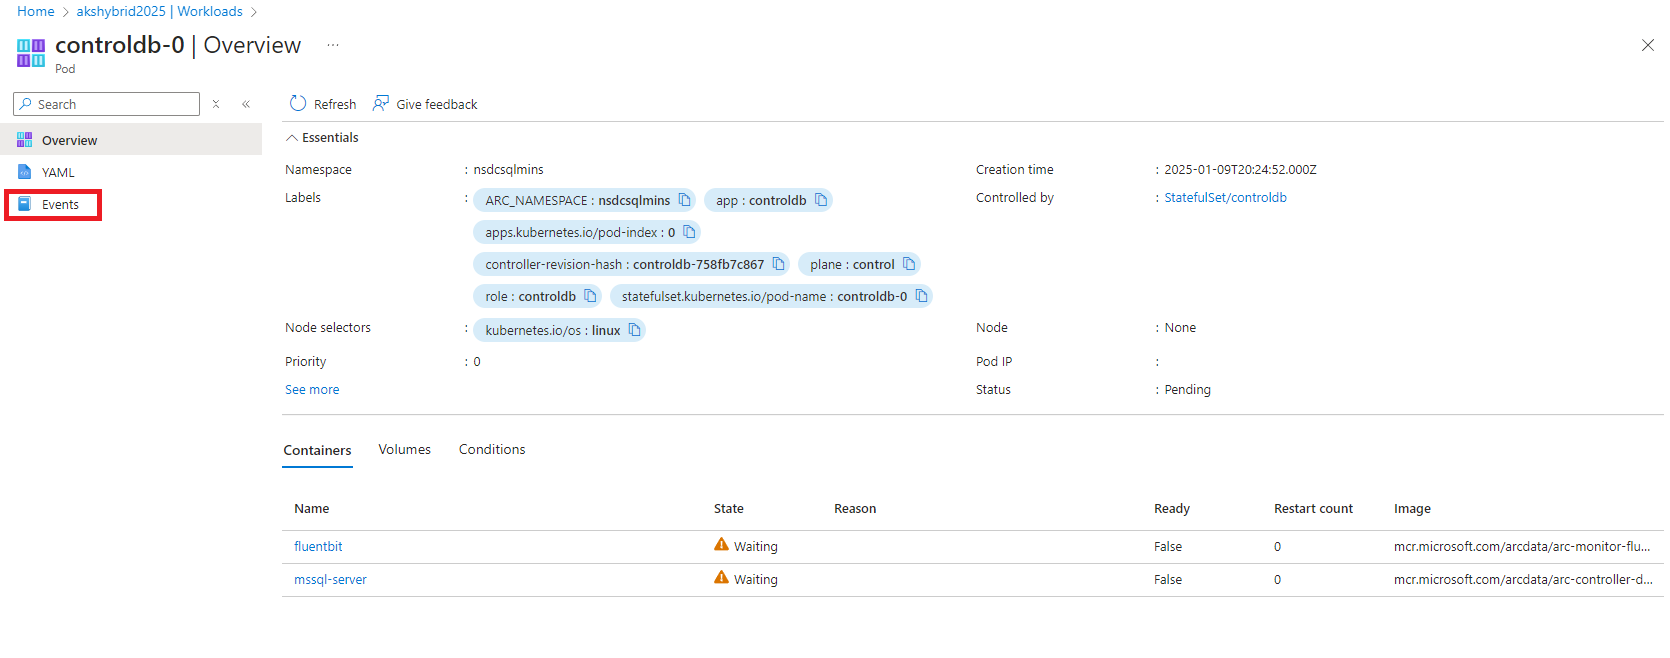 Home > akshybrid2025 | Workloads >
controldb-0 | Overview ...
Pod
Search
Refresh Give feedback
Overview
YAML
Events
Essentials
Namespace : nsdcsqlmins
Creation time : 2025-01-09T20:24:52.000Z
Labels : ARC_NAMESPACE : nsdcsqlmins app : controldb
Controlled by : StatefulSet/controldb
apps.kubernetes.io/pod-index : 0
controller-revision-hash : controldb-758fb7c867 plane : control
role : controldb statefulset.kubernetes.io/pod-name : controldb-0
Node selectors : kubernetes.io/os : linux
Node : None
Priority : 0
Pod IP :
See more
Status : Pending
Containers Volumes Conditions
Name State Reason Ready Restart count Image
fluentbit Waiting False 0 mcr.microsoft.com/arcdata/arc-monitor-flu...
mssql-server Waiting False 0 mcr.microsoft.com/arcdata/arc-controller-d...